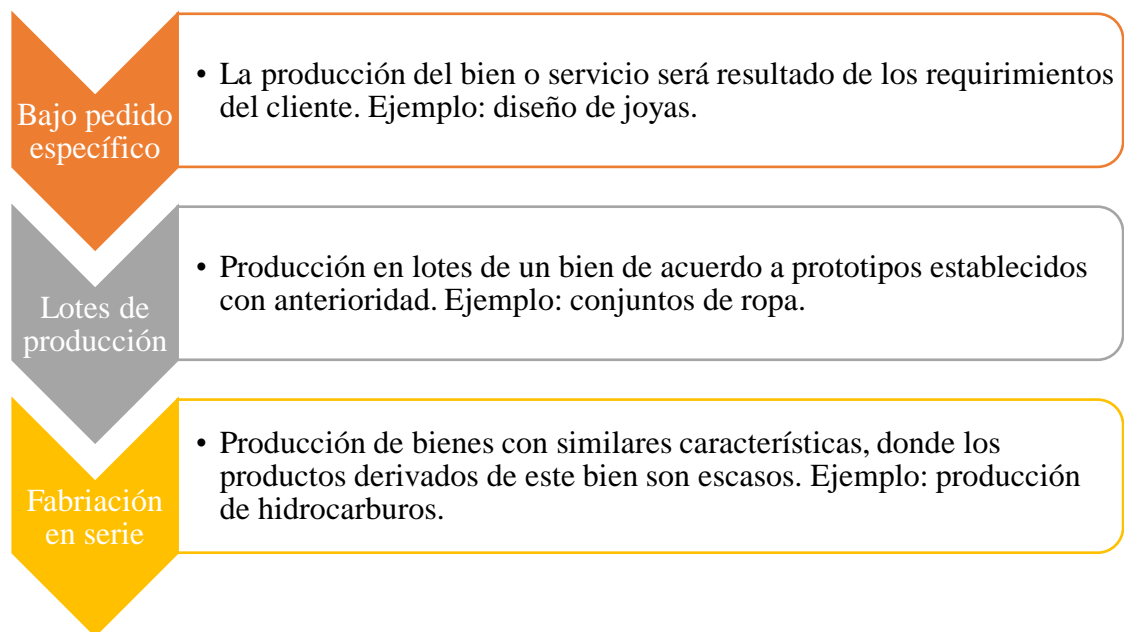 Bajo pedido
específico
• La producción del bien o servicio será resultado de los requirimientos
del cliente. Ejemplo: diseño de joyas.
Lotes de
producción
• Producción en lotes de un bien de acuerdo a prototipos establecidos
con anterioridad. Ejemplo: conjuntos de ropa.
Fabriación
en serie
• Producción de bienes con similares características, donde los
productos derivados de este bien son escasos. Ejemplo: producción
de hidrocarburos.